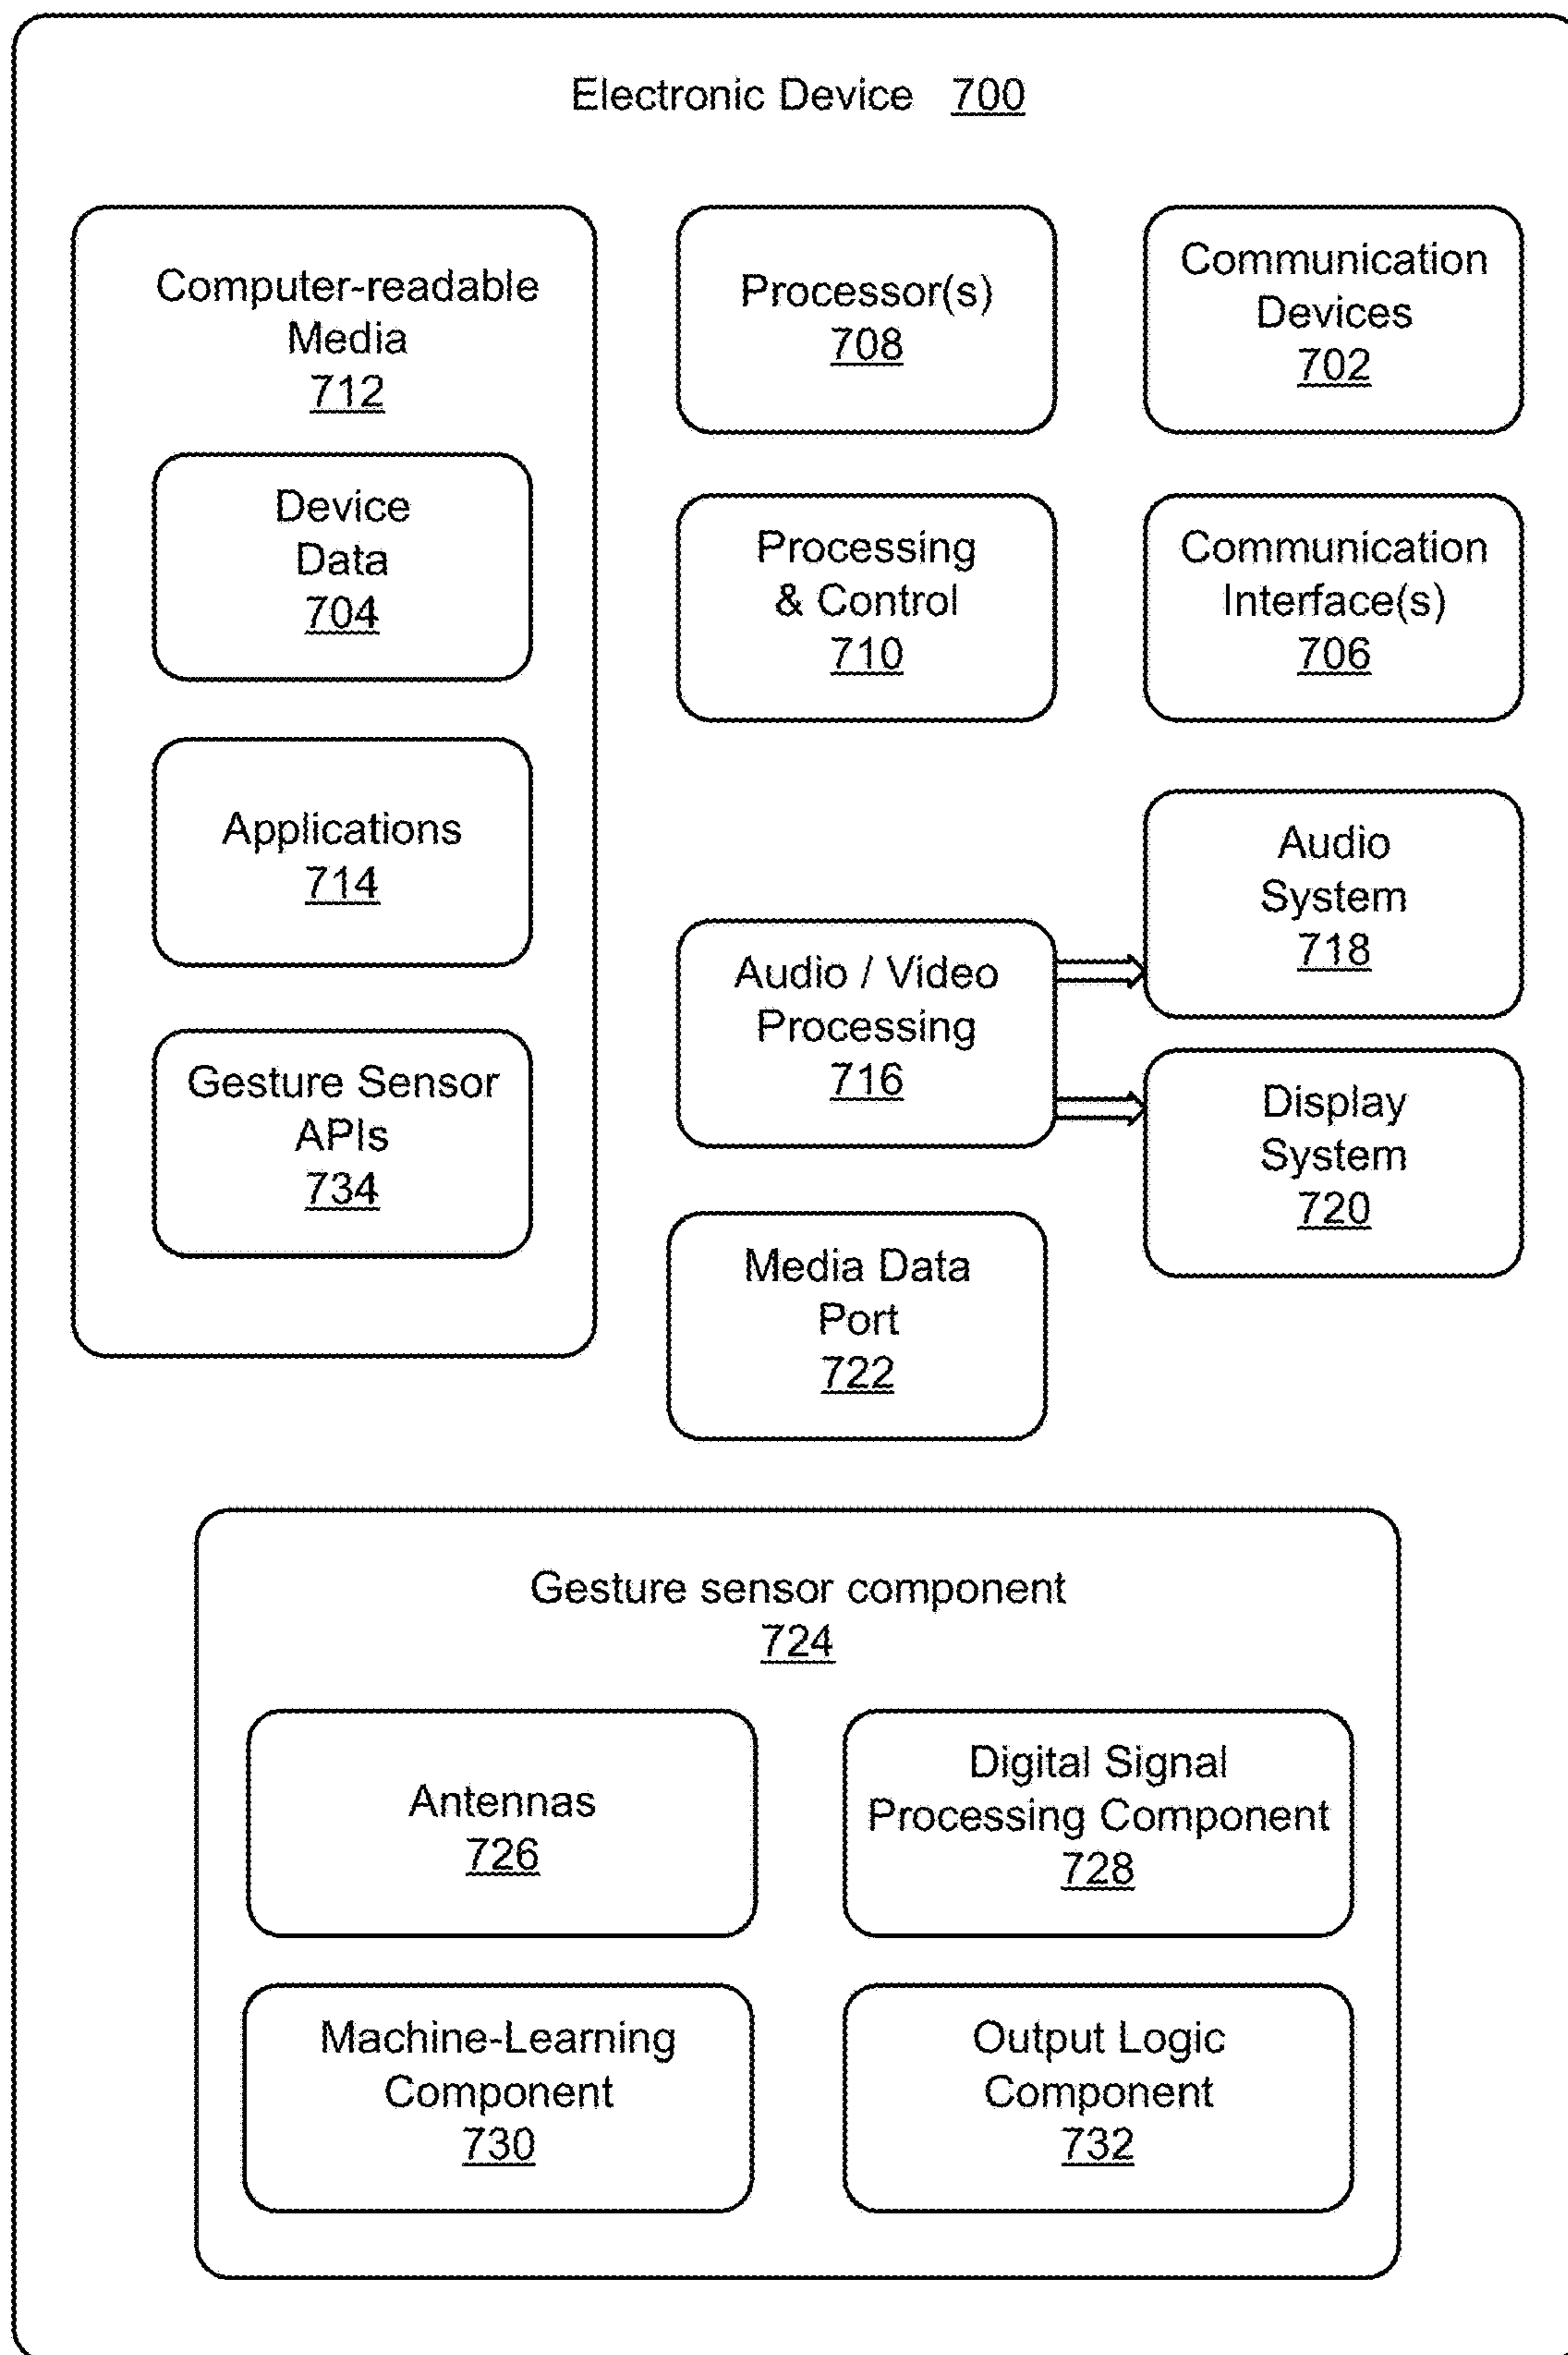 Electronic Device 700
Computer-readable
Media
712
Device
Data
704
Applications
714
Gesture Sensor
APIs
734
Processor(s)
708
Communication
Devices
702
Processing
& Control
710
Communication
Interface(s)
706
Audio / Video
Processing
716
Audio
System
718
Display
System
720
Media Data
Port
722
Gesture sensor component
724
Antennas
726
Digital Signal
Processing Component
728
Machine-Learning
Component
730
Output Logic
Component
732